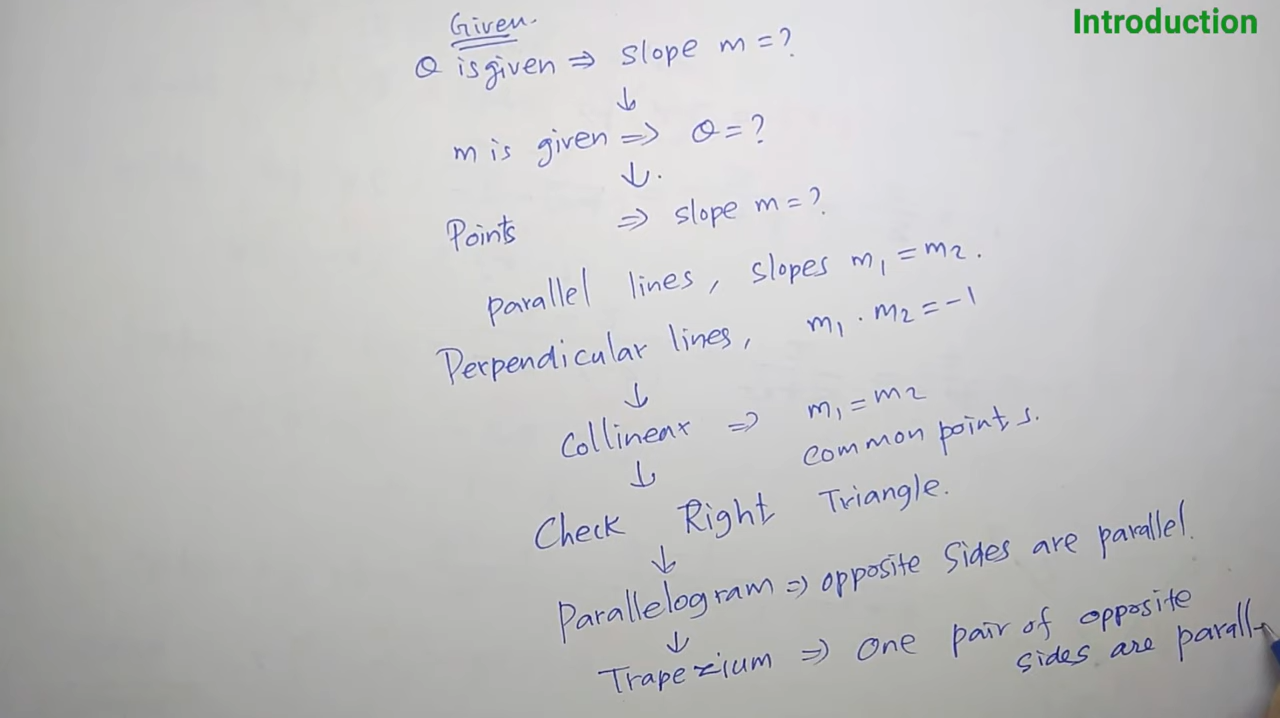 Introduction
Given.
θ is given ⇒ slope m = ?
↓
m is given ⇒ θ = ?
↓.
Points ⇒ slope m = ?
Parallel lines, slopes m₁ = m₂.
Perpendicular lines, m₁ · m₂ = -1
↓
Collinear ⇒ m₁ = m₂
common points.
↓
Check Right Triangle.
↓
Parallelogram ⇒ opposite sides are parallel.
↓
Trapezium ⇒ one pair of opposite
sides are parall